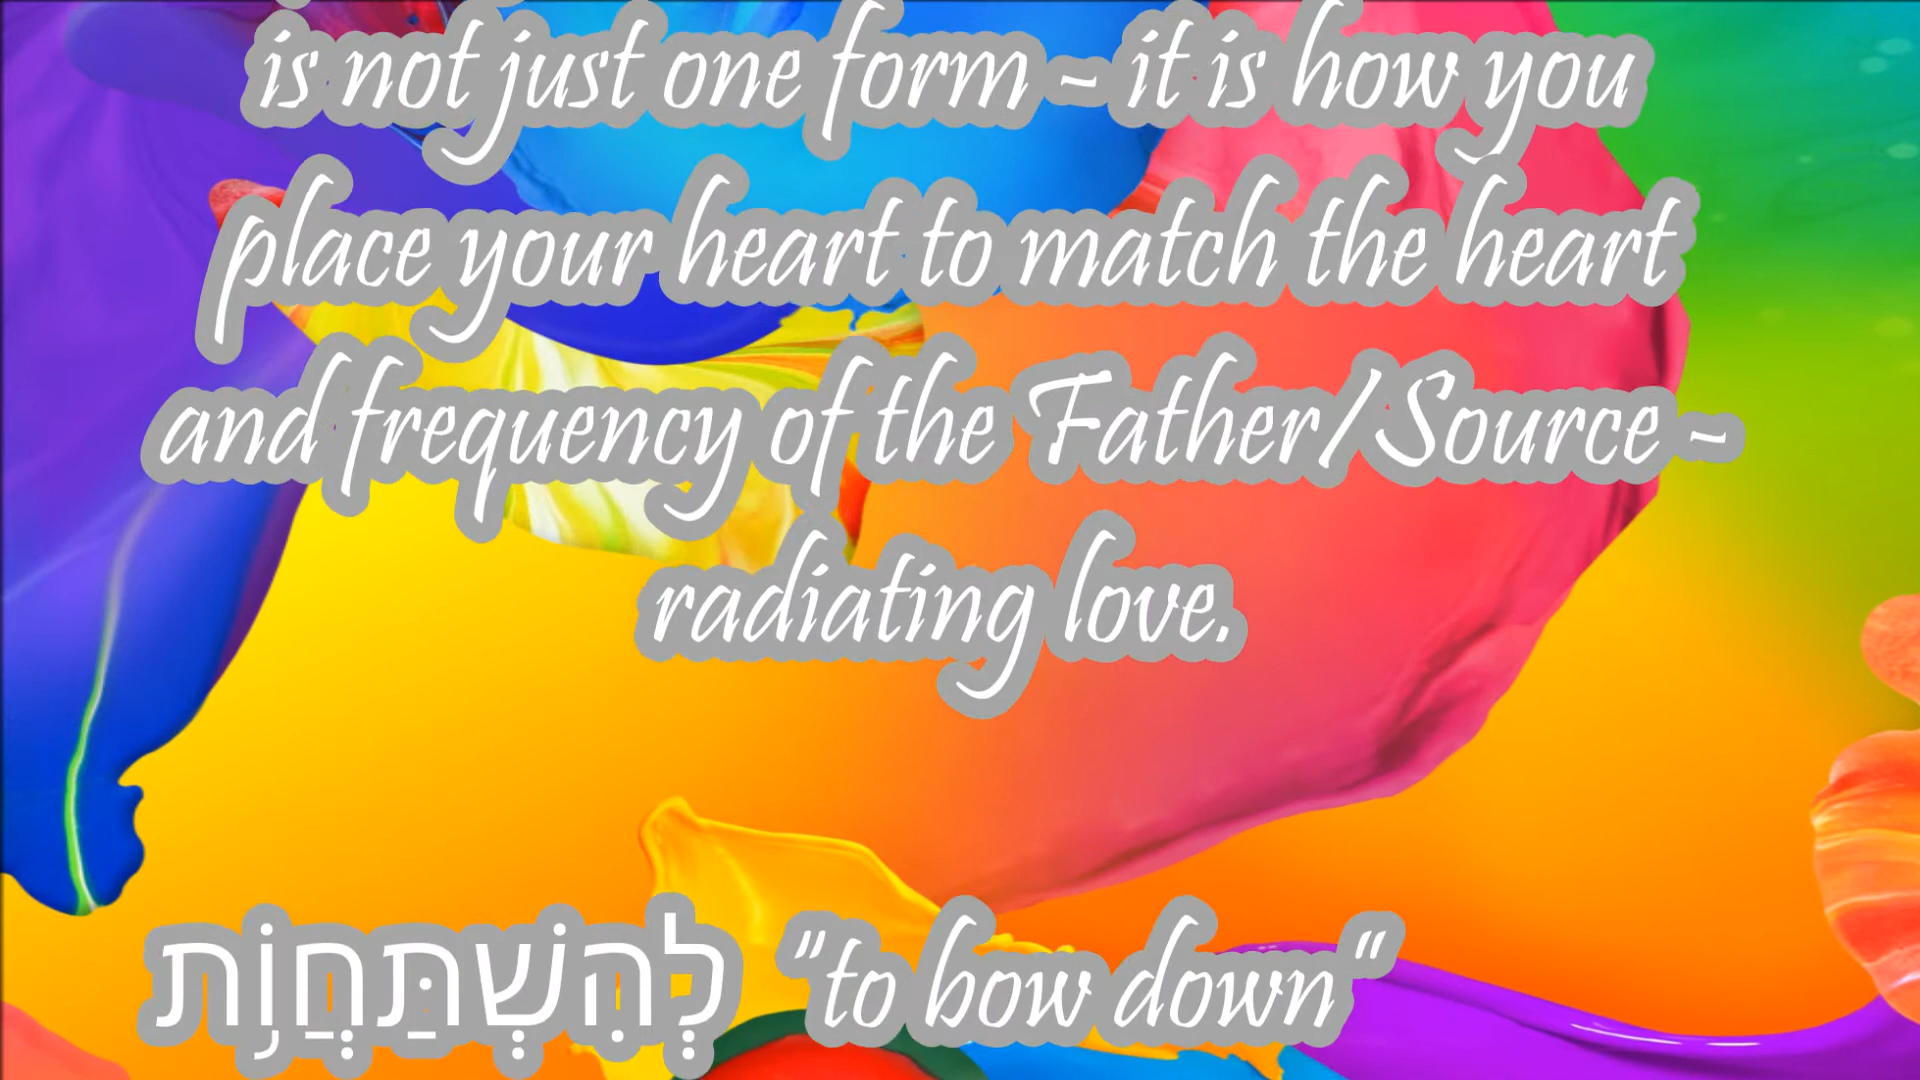 is not just one form - it is how you
place your heart to match the heart
and frequency of the Father/Source -
radiating love.
לְהִשְׁתַּחֲוֺ֥ת "to bow down"